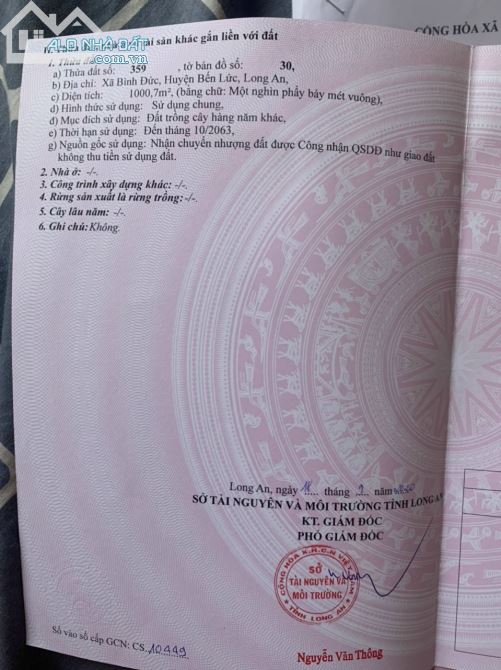 ALO NHÀ ĐẤT
.com.vn
CỘNG HÒA XÃ
tài sản khác gắn liền với đất
1. Thửa đất
a) Thửa đất số: 359 , tờ bản đồ số: 30,
b) Địa chỉ: Xã Bình Đức, Huyện Bến Lức, Long An,
c) Diện tích: 1000,7m², (bằng chữ: Một nghìn phẩy bảy mét vuông),
d) Hình thức sử dụng: Sử dụng chung,
đ) Mục đích sử dụng: Đất trồng cây hàng năm khác,
e) Thời hạn sử dụng: Đến tháng 10/2063,
g) Nguồn gốc sử dụng: Nhận chuyển nhượng đất được Công nhận QSDĐ như giao đất
không thu tiền sử dụng đất.
2. Nhà ở: -/-.
3. Công trình xây dựng khác: -/-.
4. Rừng sản xuất là rừng trồng: -/-.
5. Cây lâu năm: -/-.
6. Ghi chú: Không.
Long An, ngày 18 tháng 9 năm
SỞ TÀI NGUYÊN VÀ MÔI TRƯỜNG TỈNH LONG AN
KT. GIÁM ĐỐC
PHÓ GIÁM ĐỐC
CỘNG HÒA X.H.C.N VIỆT NAM
SỞ
TÀI NGUYÊN VÀ
MÔI TRƯỜNG
TỈNH LONG AN
Số vào sổ cấp GCN: CS 10449
Nguyễn Văn Thông